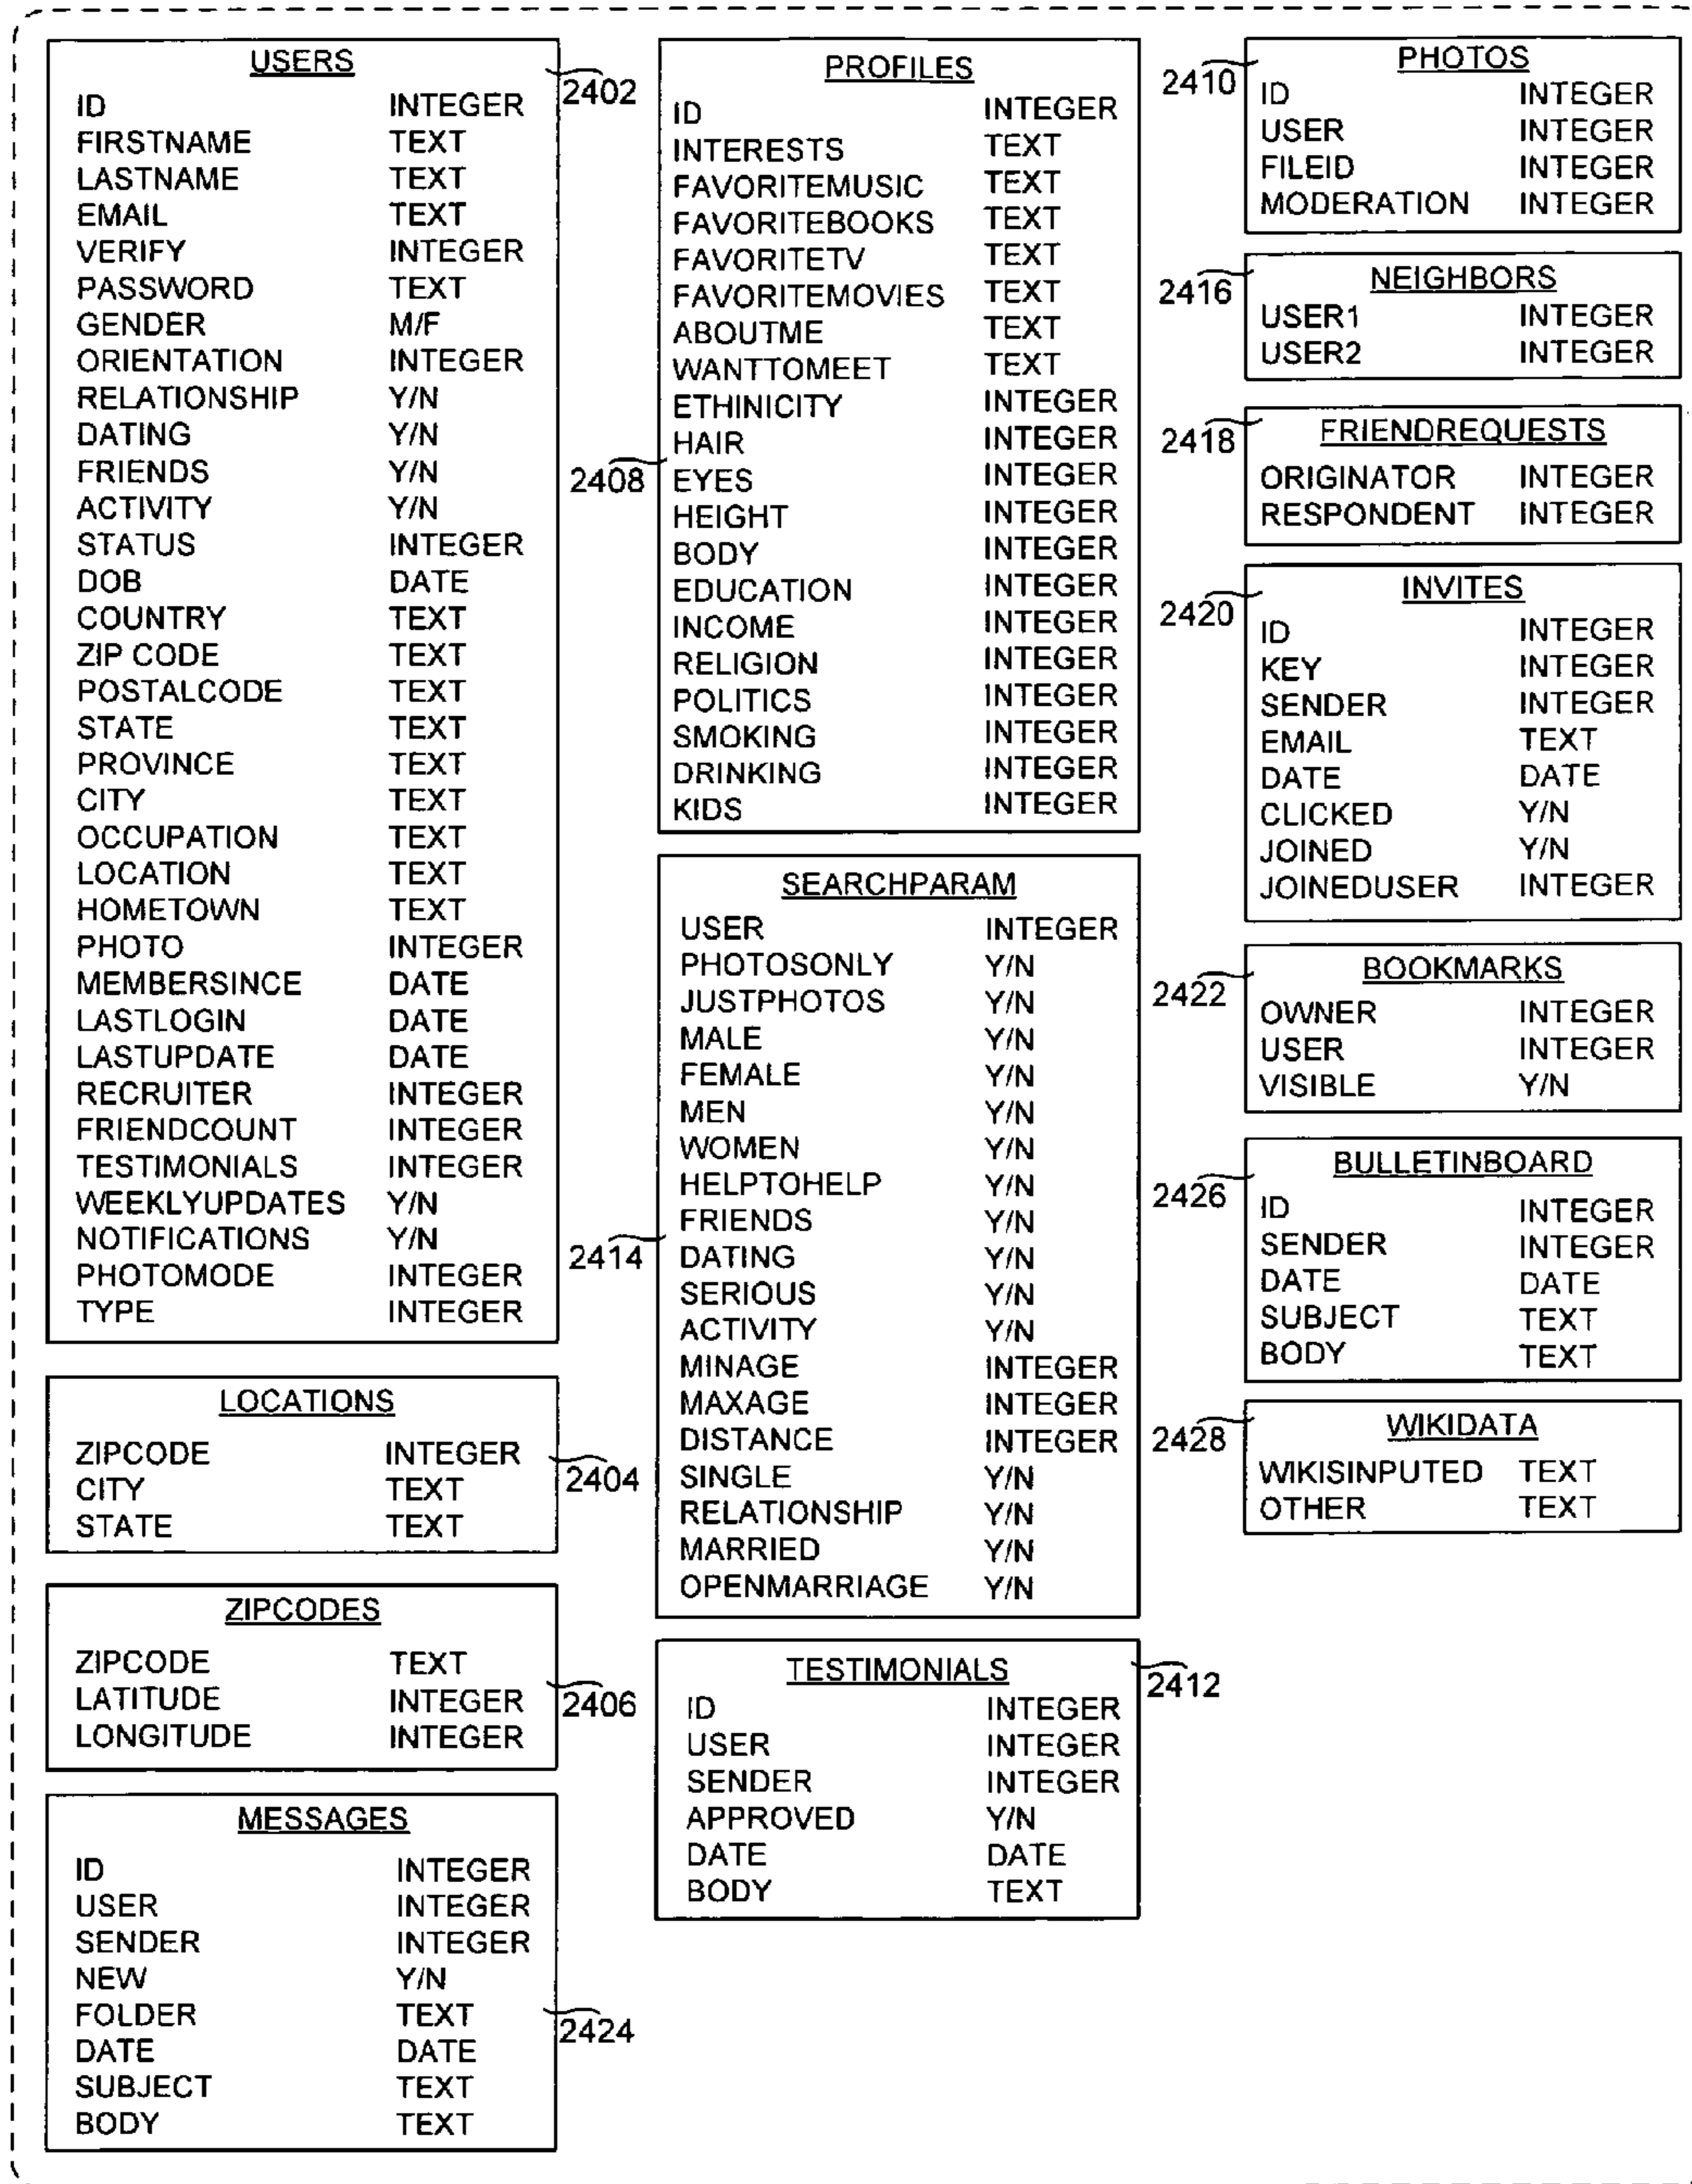 USERS
2402
ID INTEGER
FIRSTNAME TEXT
LASTNAME TEXT
EMAIL TEXT
VERIFY INTEGER
PASSWORD TEXT
GENDER M/F
ORIENTATION INTEGER
RELATIONSHIP Y/N
DATING Y/N
FRIENDS Y/N
ACTIVITY Y/N
STATUS INTEGER
DOB DATE
COUNTRY TEXT
ZIP CODE TEXT
POSTALCODE TEXT
STATE TEXT
PROVINCE TEXT
CITY TEXT
OCCUPATION TEXT
LOCATION TEXT
HOMETOWN TEXT
PHOTO INTEGER
MEMBERSINCE DATE
LASTLOGIN DATE
LASTUPDATE DATE
RECRUITER INTEGER
FRIENDCOUNT INTEGER
TESTIMONIALS INTEGER
WEEKLYUPDATES Y/N
NOTIFICATIONS Y/N
PHOTOMODE INTEGER
TYPE INTEGER
LOCATIONS
2404
ZIPCODE INTEGER
CITY TEXT
STATE TEXT
ZIPCODES
2406
ZIPCODE TEXT
LATITUDE INTEGER
LONGITUDE INTEGER
MESSAGES
2424
ID INTEGER
USER INTEGER
SENDER INTEGER
NEW Y/N
FOLDER TEXT
DATE DATE
SUBJECT TEXT
BODY TEXT
PROFILES
2408
ID INTEGER
INTERESTS TEXT
FAVORITEMUSIC TEXT
FAVORITEBOOKS TEXT
FAVORITETV TEXT
FAVORITEMOVIES TEXT
ABOUTME TEXT
WANTTOMEET TEXT
ETHINICITY INTEGER
HAIR INTEGER
EYES INTEGER
HEIGHT INTEGER
BODY INTEGER
EDUCATION INTEGER
INCOME INTEGER
RELIGION INTEGER
POLITICS INTEGER
SMOKING INTEGER
DRINKING INTEGER
KIDS INTEGER
SEARCHPARAM
2414
USER INTEGER
PHOTOSONLY Y/N
JUSTPHOTOS Y/N
MALE Y/N
FEMALE Y/N
MEN Y/N
WOMEN Y/N
HELPTOHELP Y/N
FRIENDS Y/N
DATING Y/N
SERIOUS Y/N
ACTIVITY Y/N
MINAGE INTEGER
MAXAGE INTEGER
DISTANCE INTEGER
SINGLE Y/N
RELATIONSHIP Y/N
MARRIED Y/N
OPENMARRIAGE Y/N
TESTIMONIALS
2412
ID INTEGER
USER INTEGER
SENDER INTEGER
APPROVED Y/N
DATE DATE
BODY TEXT
PHOTOS
2410
ID INTEGER
USER INTEGER
FILEID INTEGER
MODERATION INTEGER
NEIGHBORS
2416
USER1 INTEGER
USER2 INTEGER
FRIENDREQUESTS
2418
ORIGINATOR INTEGER
RESPONDENT INTEGER
INVITES
2420
ID INTEGER
KEY INTEGER
SENDER INTEGER
EMAIL TEXT
DATE DATE
CLICKED Y/N
JOINED Y/N
JOINEDUSER INTEGER
BOOKMARKS
2422
OWNER INTEGER
USER INTEGER
VISIBLE Y/N
BULLETINBOARD
2426
ID INTEGER
SENDER INTEGER
DATE DATE
SUBJECT TEXT
BODY TEXT
WIKIDATA
2428
WIKISINPUTED TEXT
OTHER TEXT